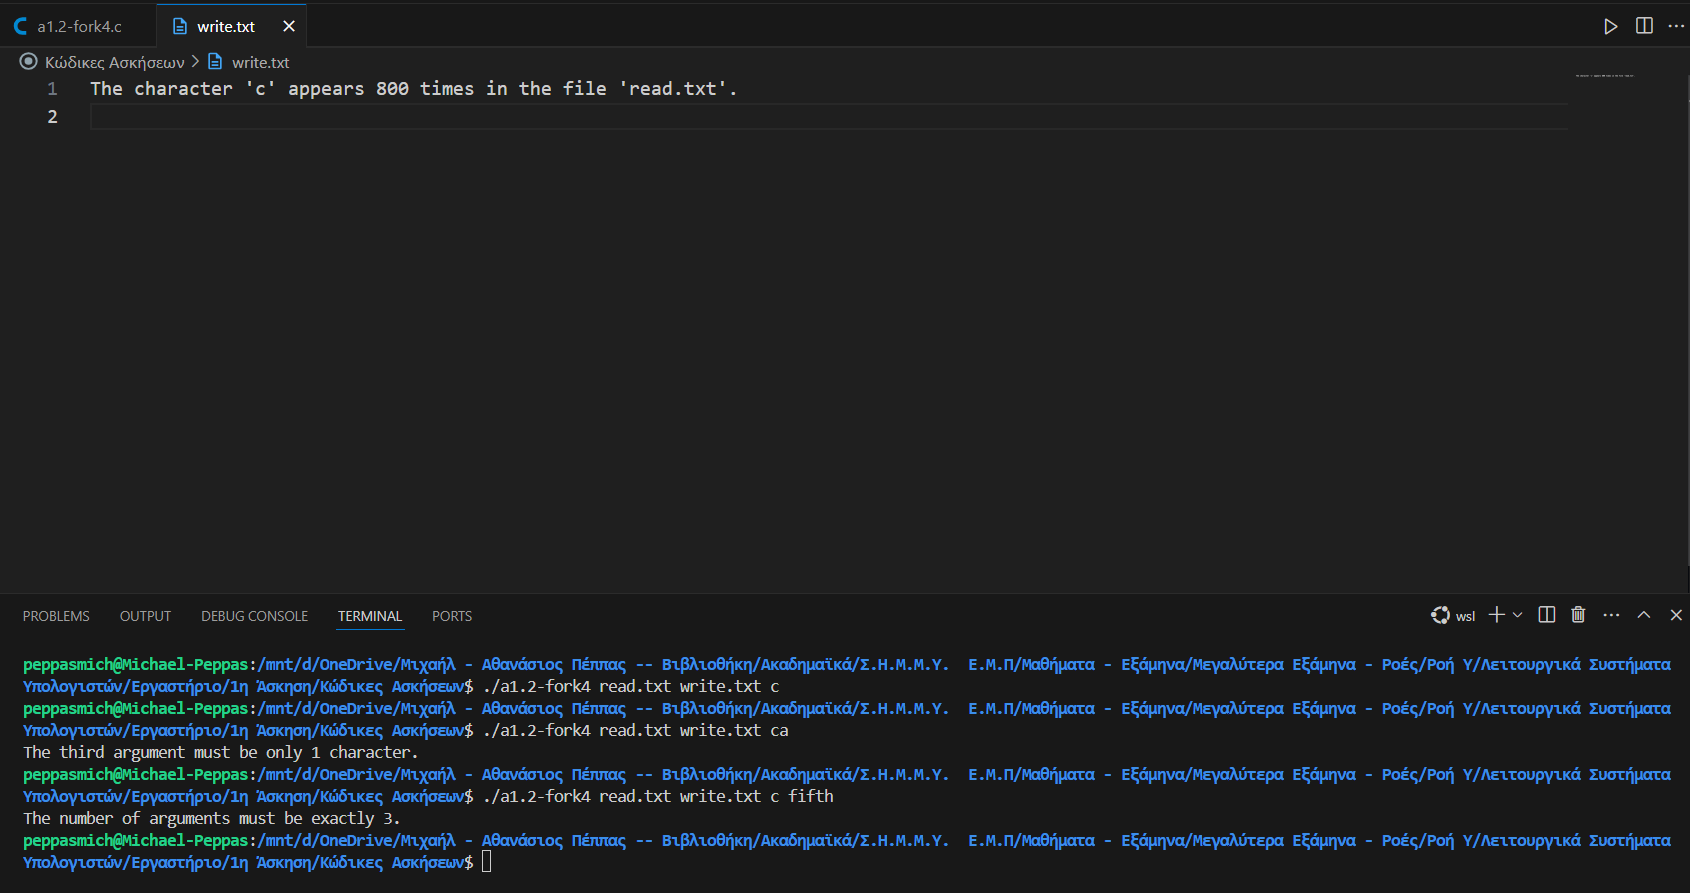 a1.2-fork4.c write.txt
Κώδικες Ασκήσεων > write.txt
1 The character 'c' appears 800 times in the file 'read.txt'.
2
PROBLEMS OUTPUT DEBUG CONSOLE TERMINAL PORTS wsl
peppasmich@Michael-Peppas:/mnt/d/OneDrive/Μιχαήλ - Αθανάσιος Πέππας -- Βιβλιοθήκη/Ακαδημαϊκά/Σ.Η.Μ.Μ.Υ.  Ε.Μ.Π/Μαθήματα - Εξάμηνα/Μεγαλύτερα Εξάμηνα - Ροές/Ροή Υ/Λειτουργικά Συστήματα
Υπολογιστών/Εργαστήριο/1η Άσκηση/Κώδικες Ασκήσεων$ ./a1.2-fork4 read.txt write.txt c
peppasmich@Michael-Peppas:/mnt/d/OneDrive/Μιχαήλ - Αθανάσιος Πέππας -- Βιβλιοθήκη/Ακαδημαϊκά/Σ.Η.Μ.Μ.Υ.  Ε.Μ.Π/Μαθήματα - Εξάμηνα/Μεγαλύτερα Εξάμηνα - Ροές/Ροή Υ/Λειτουργικά Συστήματα
Υπολογιστών/Εργαστήριο/1η Άσκηση/Κώδικες Ασκήσεων$ ./a1.2-fork4 read.txt write.txt ca
The third argument must be only 1 character.
peppasmich@Michael-Peppas:/mnt/d/OneDrive/Μιχαήλ - Αθανάσιος Πέππας -- Βιβλιοθήκη/Ακαδημαϊκά/Σ.Η.Μ.Μ.Υ.  Ε.Μ.Π/Μαθήματα - Εξάμηνα/Μεγαλύτερα Εξάμηνα - Ροές/Ροή Υ/Λειτουργικά Συστήματα
Υπολογιστών/Εργαστήριο/1η Άσκηση/Κώδικες Ασκήσεων$ ./a1.2-fork4 read.txt write.txt c fifth
The number of arguments must be exactly 3.
peppasmich@Michael-Peppas:/mnt/d/OneDrive/Μιχαήλ - Αθανάσιος Πέππας -- Βιβλιοθήκη/Ακαδημαϊκά/Σ.Η.Μ.Μ.Υ.  Ε.Μ.Π/Μαθήματα - Εξάμηνα/Μεγαλύτερα Εξάμηνα - Ροές/Ροή Υ/Λειτουργικά Συστήματα
Υπολογιστών/Εργαστήριο/1η Άσκηση/Κώδικες Ασκήσεων$